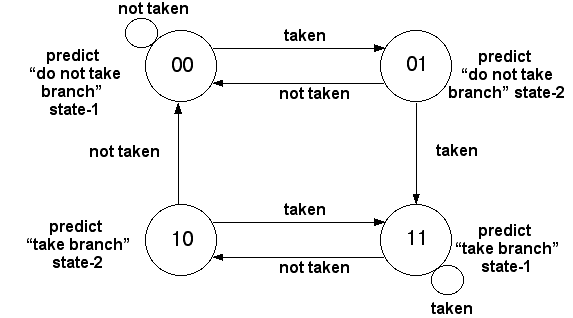 not taken
predict
“do not take
branch”
state-1
00
taken
not taken
01
predict
“do not take
branch” state-2
not taken
taken
predict
“take branch”
state-2
10
taken
not taken
11
predict
“take branch”
state-1
taken